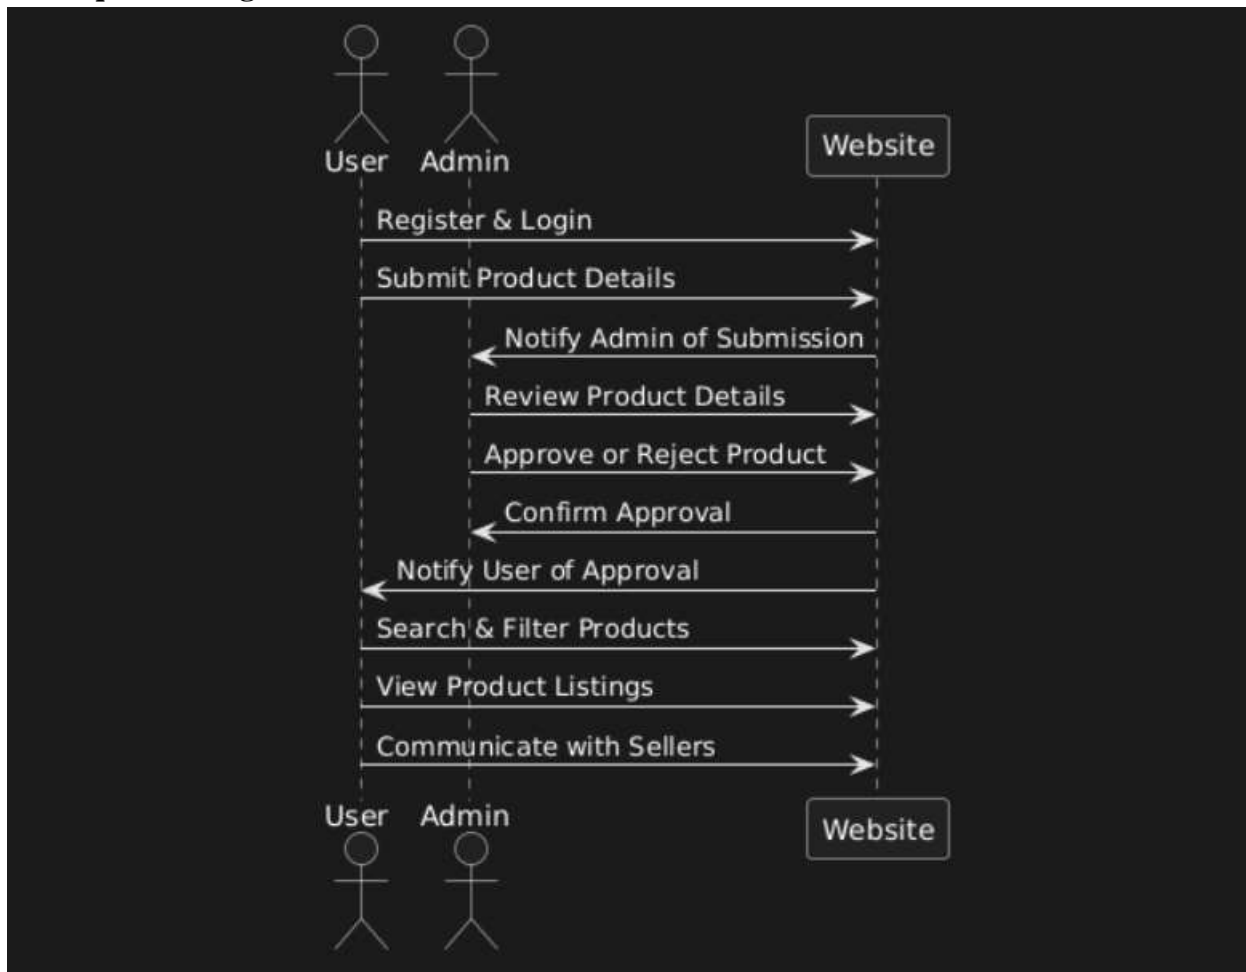 User Admin
Website
Register & Login
Submit Product Details
Notify Admin of Submission
Review Product Details
Approve or Reject Product
Confirm Approval
Notify User of Approval
Search & Filter Products
View Product Listings
Communicate with Sellers
User Admin
Website